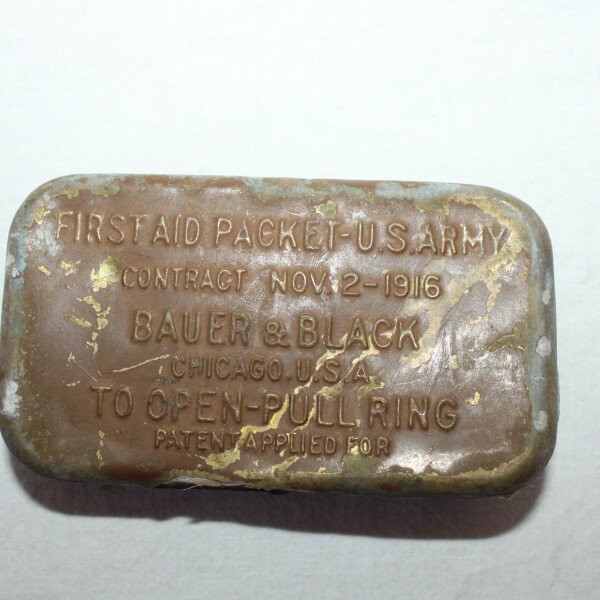 FIRST AID PACKET-U.S. ARMY
CONTRACT NOV. 2-1916
BAUER & BLACK
CHICAGO. U.S.A.
TO OPEN-PULL RING
PATENT APPLIED FOR